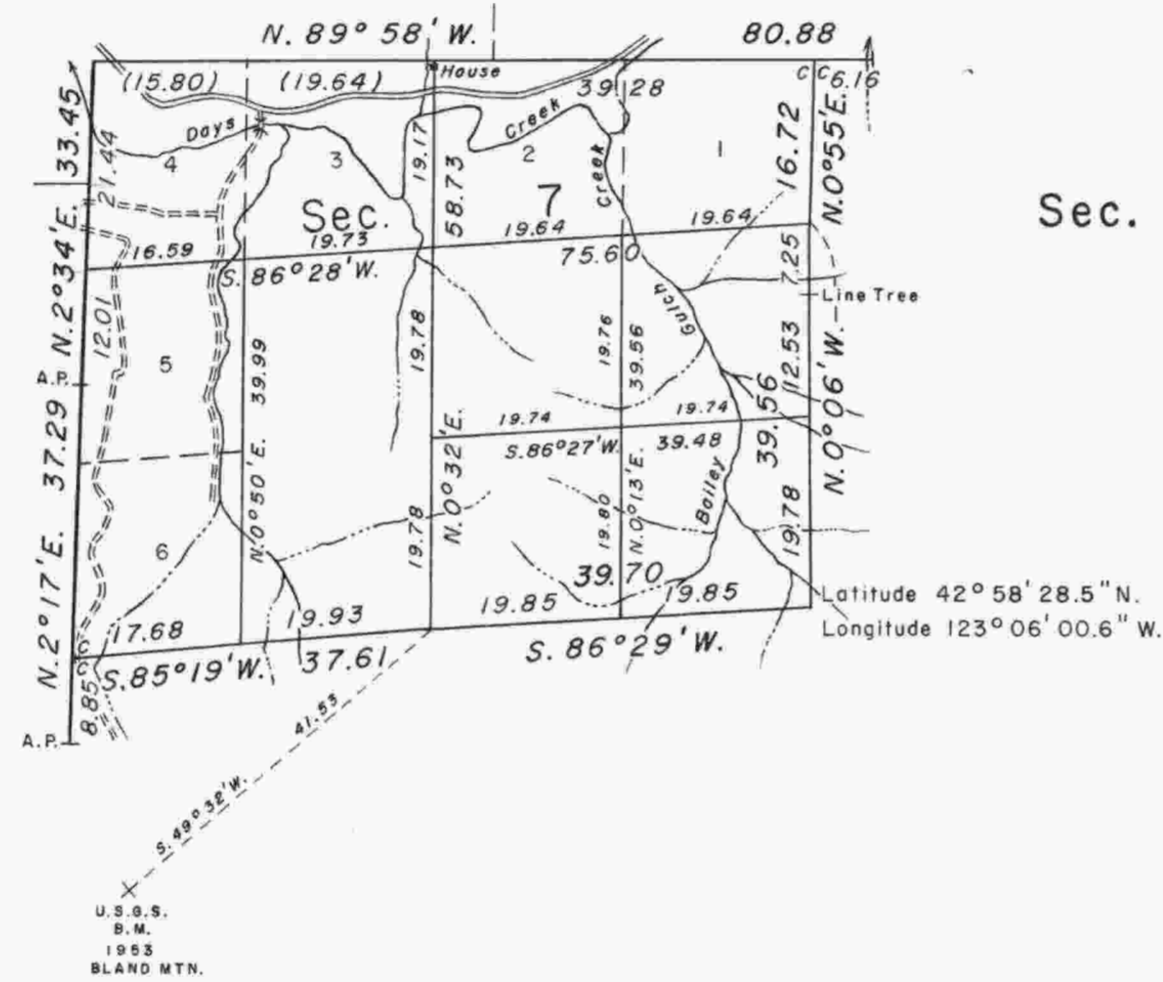 N. 89° 58' W.
80.88
(15.80)
(19.64)
House
39.28
C C 6.16
33.45
21.44
Days
Creek
4
3
2
1
19.17
58.73
Creek
16.72
N.0°55'E.
Sec.
7
Sec.
16.59
19.73
19.64
19.64
S. 86°28'W.
75.60
7.25
N.2°34'E.
12.01
Line Tree
Gulch
5
39.99
19.78
19.76
39.56
12.53
A.P.
37.29
19.74
19.74
39.56
N.0°06'W.
S.86°27'W.
39.48
N.0°50'E.
N.0°32'E.
N.0°13'E.
Bailey
6
19.78
19.80
19.78
N.2°17'E.
39.70
17.68
19.93
19.85
19.85
Latitude 42° 58' 28.5" N.
Longitude 123° 06' 00.6" W.
C
C
S.85°19'W.
37.61
S. 86°29' W.
8.85
A.P.
41.53
S. 49° 32' W.
U.S.G.S.
B.M.
1953
BLAND MTN.